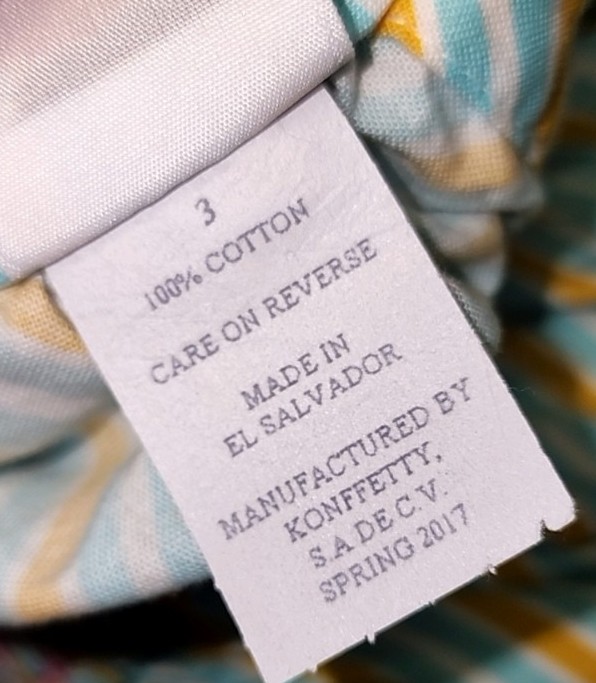 3
100% COTTON
CARE ON REVERSE
MADE IN
EL SALVADOR
MANUFACTURED BY
KONFFETTY,
S.A DE C.V.
SPRING 2017